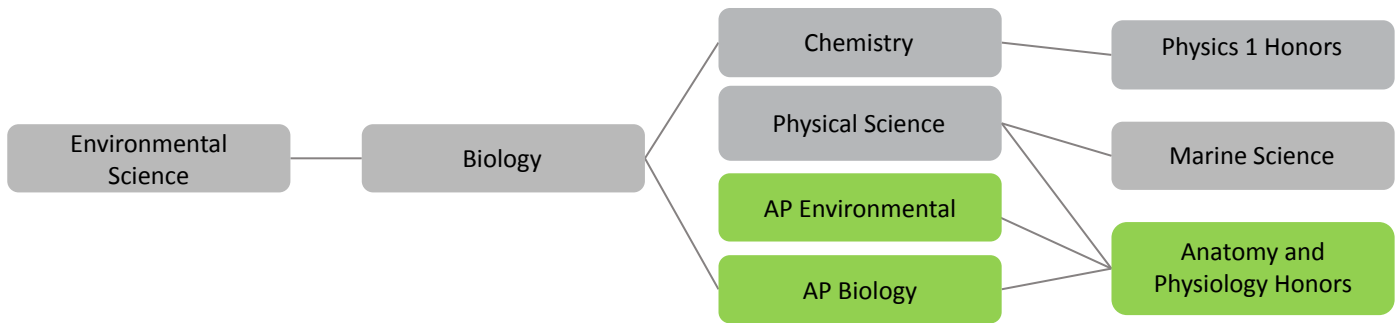 Environmental
Science
Biology
Chemistry
Physical Science
AP Environmental
AP Biology
Physics 1 Honors
Marine Science
Anatomy and
Physiology Honors